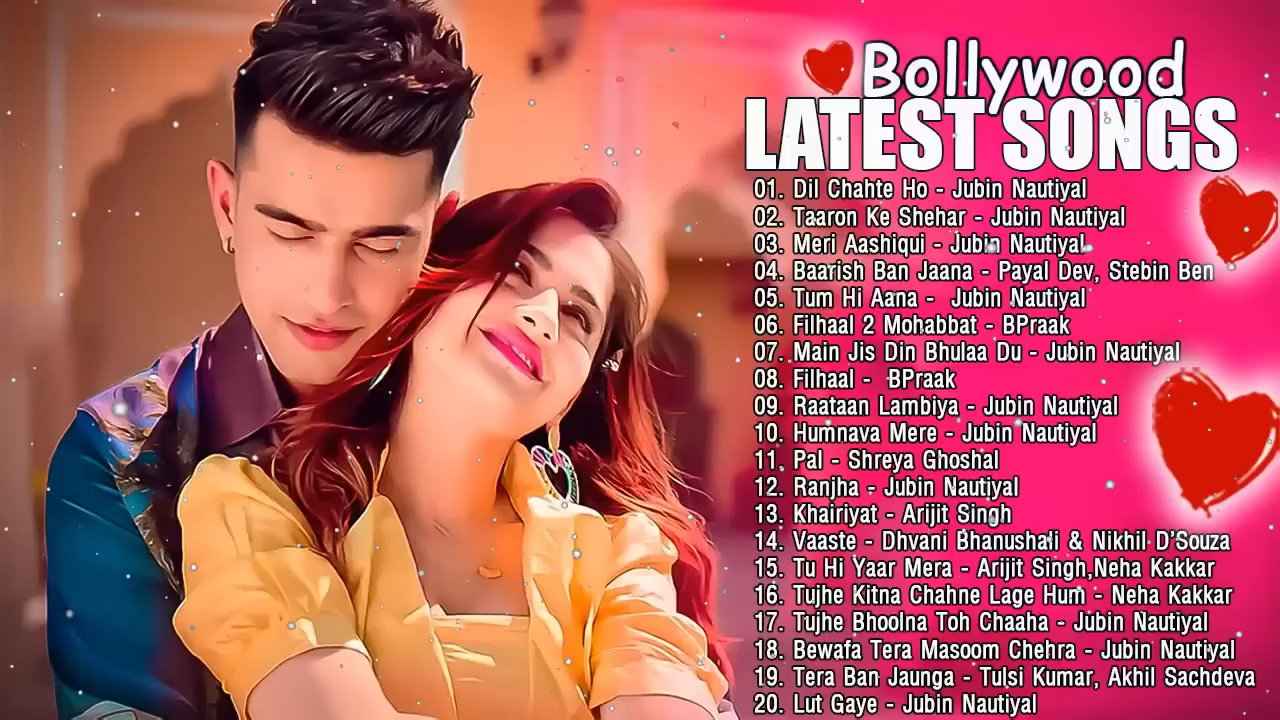 Bollywood
LATEST SONGS
01. Dil Chahte Ho - Jubin Nautiyal
02. Taaron Ke Shehar - Jubin Nautiyal
03. Meri Aashiqui - Jubin Nautiyal
04. Baarish Ban Jaana - Payal Dev, Stebin Ben
05. Tum Hi Aana -  Jubin Nautiyal
06. Filhaal 2 Mohabbat - BPraak
07. Main Jis Din Bhulaa Du - Jubin Nautiyal
08. Filhaal -  BPraak
09. Raataan Lambiya - Jubin Nautiyal
10. Humnava Mere - Jubin Nautiyal
11. Pal - Shreya Ghoshal
12. Ranjha - Jubin Nautiyal
13. Khairiyat - Arijit Singh
14. Vaaste - Dhvani Bhanushali & Nikhil D'Souza
15. Tu Hi Yaar Mera - Arijit Singh,Neha Kakkar
16. Tujhe Kitna Chahne Lage Hum - Neha Kakkar
17. Tujhe Bhoolna Toh Chaaha - Jubin Nautiyal
18. Bewafa Tera Masoom Chehra - Jubin Nautiyal
19. Tera Ban Jaunga - Tulsi Kumar, Akhil Sachdeva
20. Lut Gaye - Jubin Nautiyal